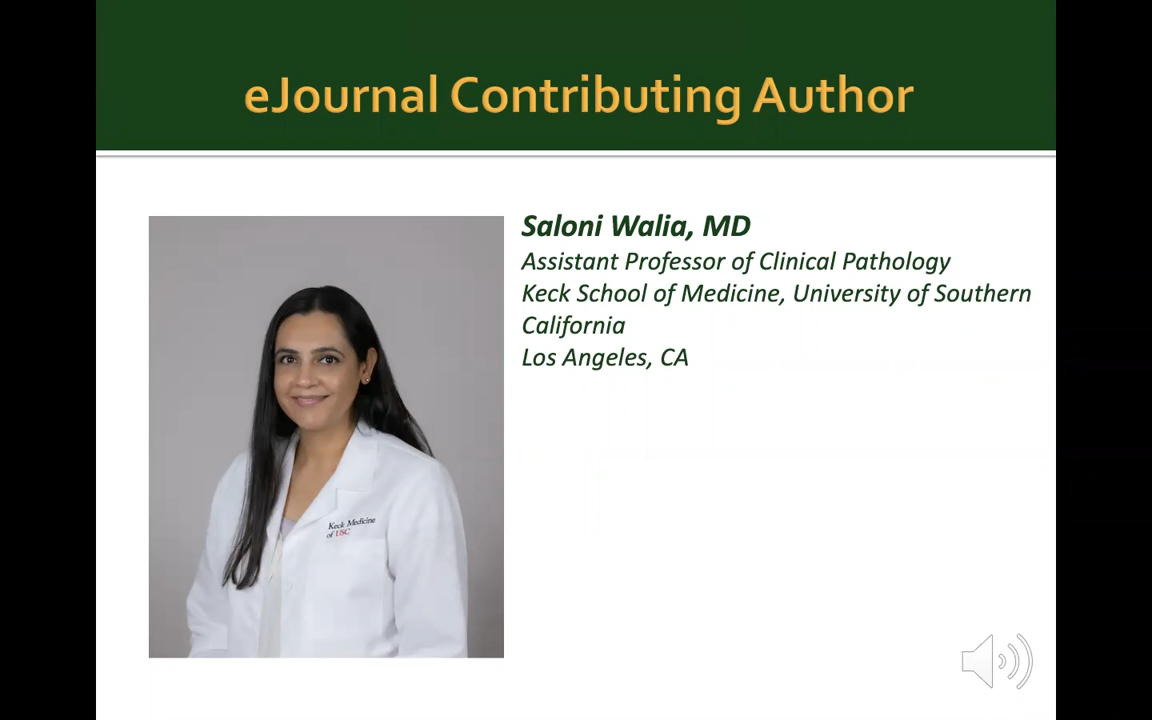 eJournal Contributing Author
Saloni Walia, MD
Assistant Professor of Clinical Pathology
Keck School of Medicine, University of Southern
California
Los Angeles, CA
Keck Medicine
of USC